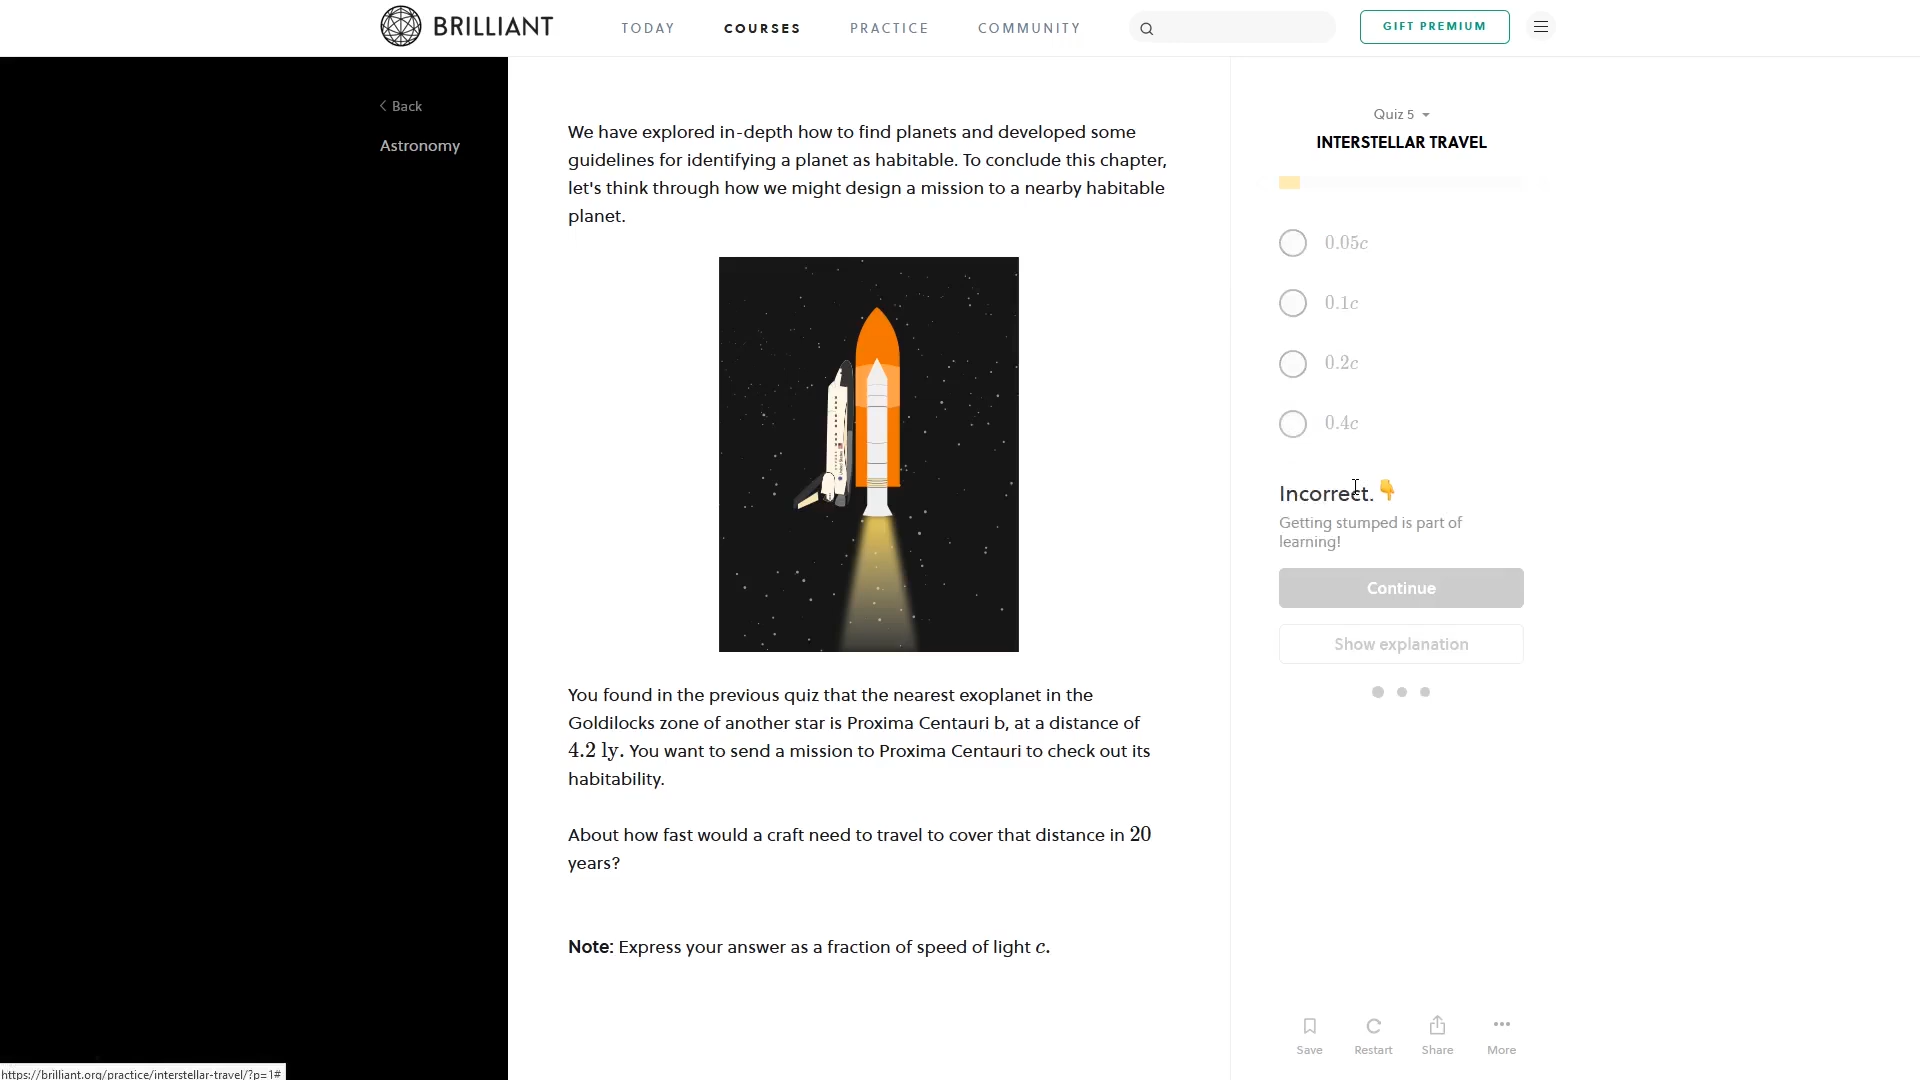 BRILLIANT
TODAY
COURSES
PRACTICE
COMMUNITY
GIFT PREMIUM
Back
Astronomy
We have explored in-depth how to find planets and developed some
guidelines for identifying a planet as habitable. To conclude this chapter,
let's think through how we might design a mission to a nearby habitable
planet.
You found in the previous quiz that the nearest exoplanet in the
Goldilocks zone of another star is Proxima Centauri b, at a distance of
4.2 ly. You want to send a mission to Proxima Centauri to check out its
habitability.
About how fast would a craft need to travel to cover that distance in 20
years?
Note: Express your answer as a fraction of speed of light c.
Quiz 5
INTERSTELLAR TRAVEL
0.05c
0.1c
0.2c
0.4c
Incorrect. 👇
Getting stumped is part of
learning!
Continue
Show explanation
Save
Restart
Share
More
https://brilliant.org/practice/interstellar-travel/?p=1#